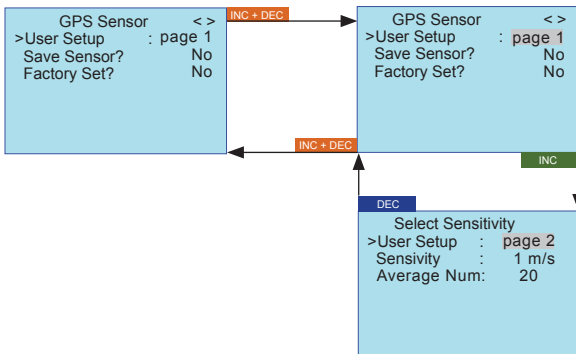 GPS Sensor < >
>User Setup : page 1
Save Sensor? No
Factory Set? No
INC + DEC
GPS Sensor < >
>User Setup : page 1
Save Sensor? No
Factory Set? No
INC + DEC
INC
DEC
Select Sensitivity
>User Setup : page 2
Sensivity : 1 m/s
Average Num: 20